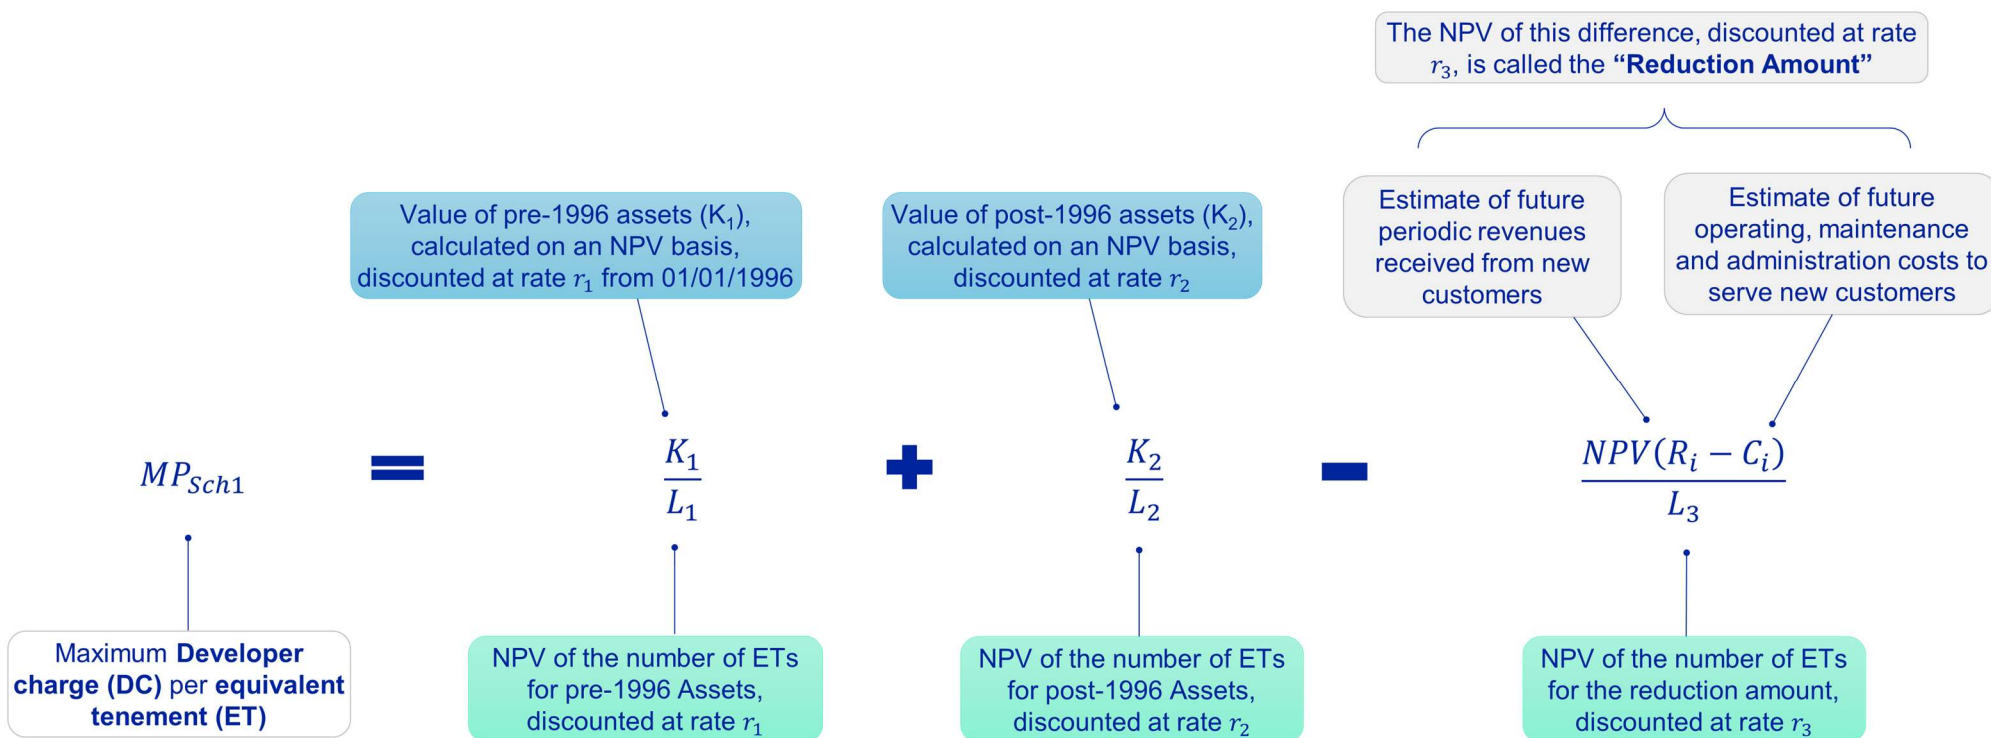 The NPV of this difference, discounted at rate
r₃, is called the “Reduction Amount”
Value of pre-1996 assets (K₁),
calculated on an NPV basis,
discounted at rate r₁ from 01/01/1996
Value of post-1996 assets (K₂),
calculated on an NPV basis,
discounted at rate r₂
Estimate of future
periodic revenues
received from new
customers
Estimate of future
operating, maintenance
and administration costs to
serve new customers
MP_Sch1 = K₁/L₁ + K₂/L₂ − NPV(Rᵢ − Cᵢ)/L₃
Maximum Developer
charge (DC) per equivalent
tenement (ET)
NPV of the number of ETs
for pre-1996 Assets,
discounted at rate r₁
NPV of the number of ETs
for post-1996 Assets,
discounted at rate r₂
NPV of the number of ETs
for the reduction amount,
discounted at rate r₃